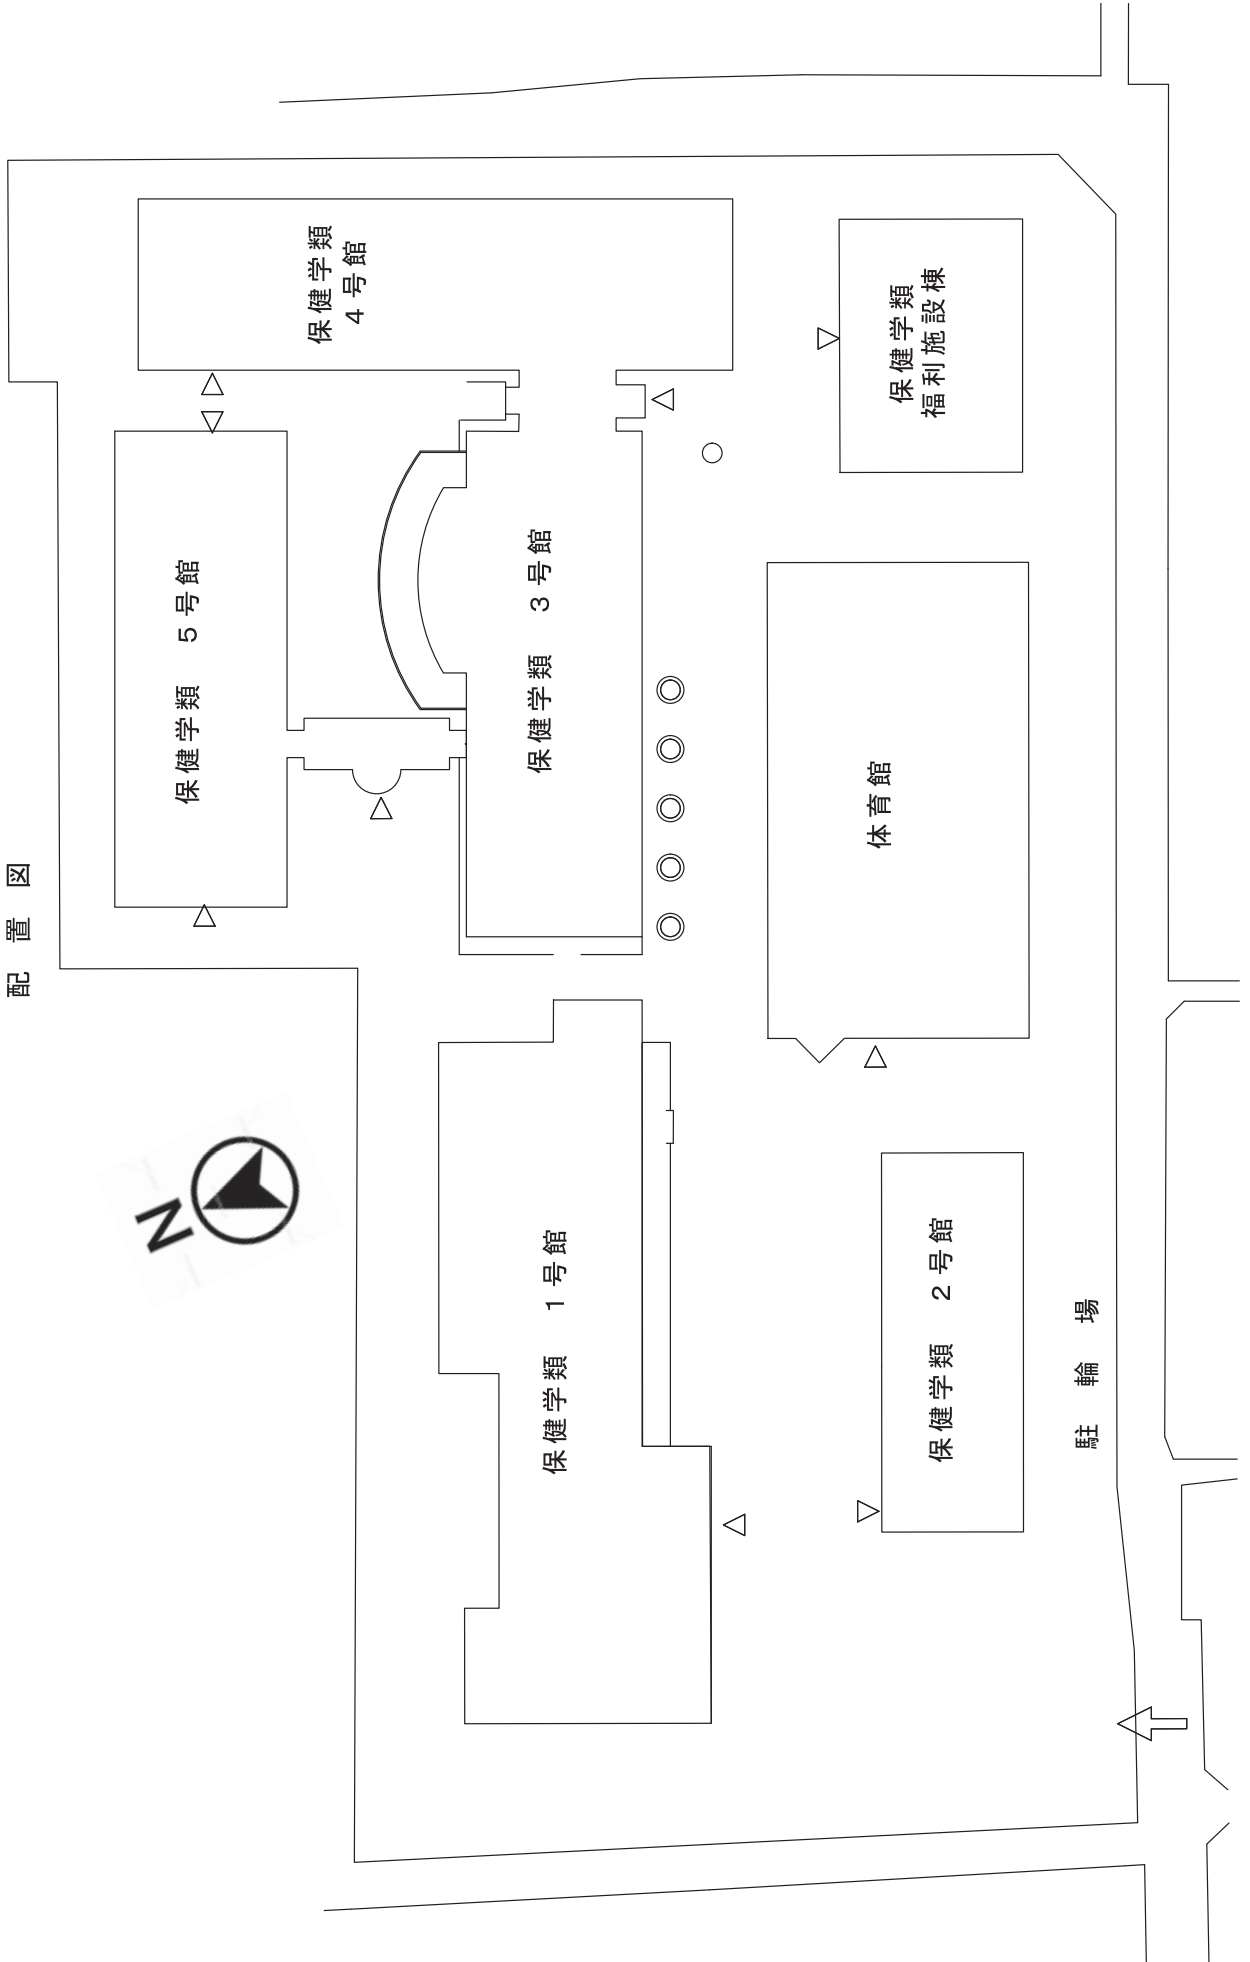 配置図
保健学類
4号館
保健学類
福利施設棟
保健学類 5号館
保健学類 3号館
体育館
N
保健学類 1号館
保健学類 2号館
駐輪場